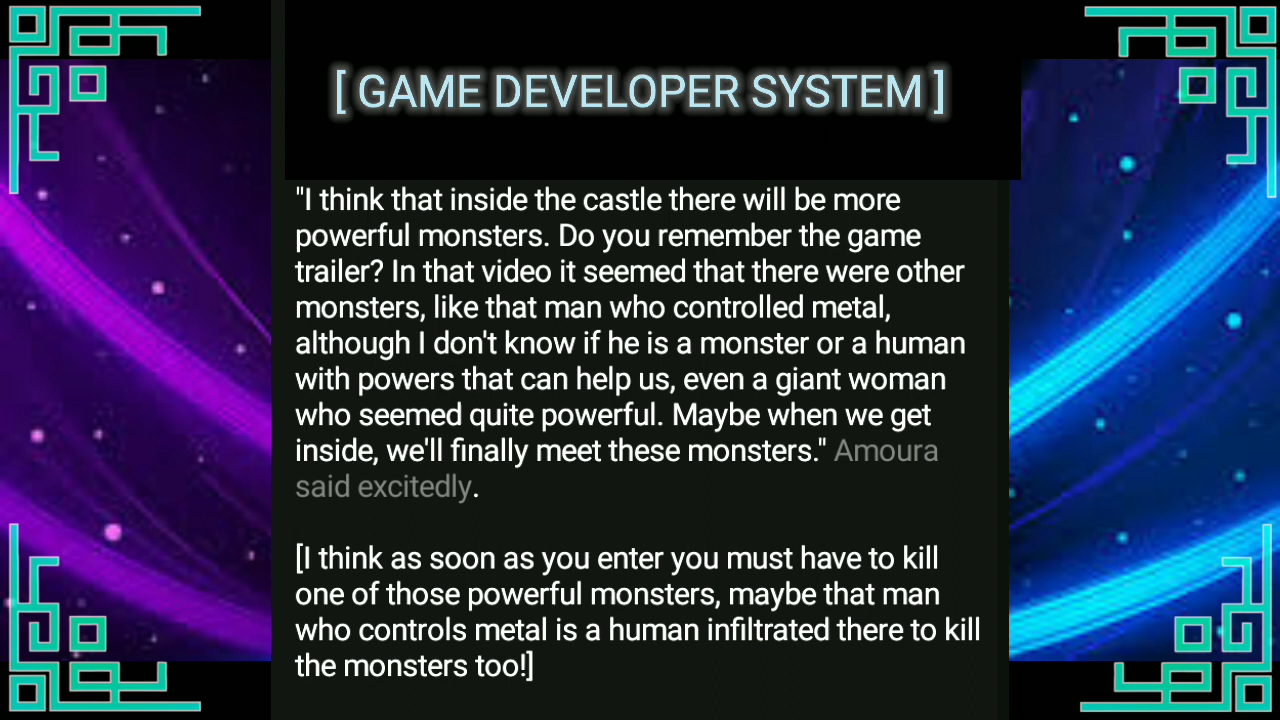 [ GAME DEVELOPER SYSTEM ]
"I think that inside the castle there will be more
powerful monsters. Do you remember the game
trailer? In that video it seemed that there were other
monsters, like that man who controlled metal,
although I don't know if he is a monster or a human
with powers that can help us, even a giant woman
who seemed quite powerful. Maybe when we get
inside, we'll finally meet these monsters." Amoura
said excitedly.
[I think as soon as you enter you must have to kill
one of those powerful monsters, maybe that man
who controls metal is a human infiltrated there to kill
the monsters too!]